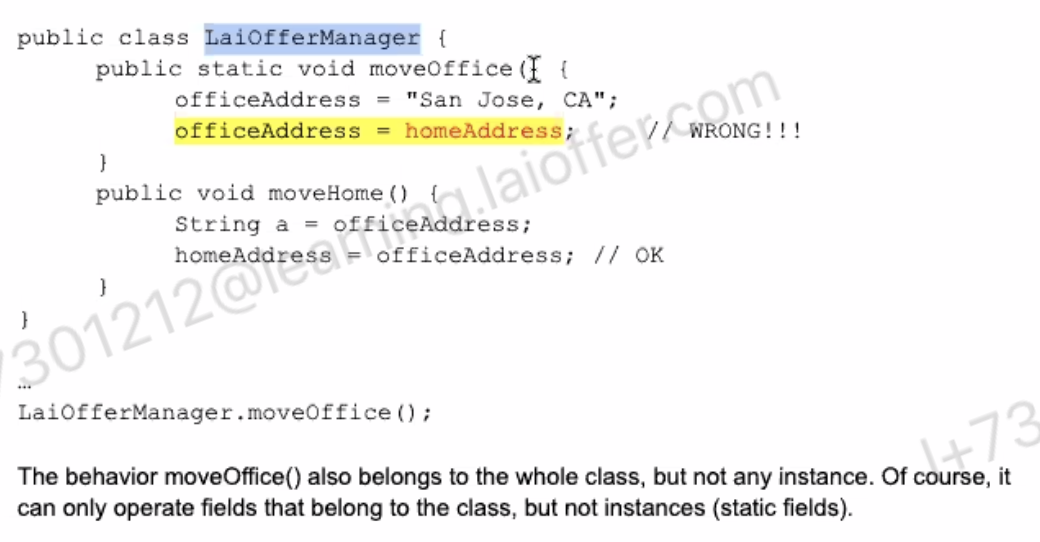 public class LaiOfferManager {
public static void moveOffice() {
officeAddress = "San Jose, CA";
officeAddress = homeAddress; // WRONG!!!
}
public void moveHome() {
String a = officeAddress;
homeAddress = officeAddress; // OK
}
}
…
LaiOfferManager.moveOffice();
The behavior moveOffice() also belongs to the whole class, but not any instance. Of course, it
can only operate fields that belong to the class, but not instances (static fields).
7301212@learning.laioffer.com
l+73